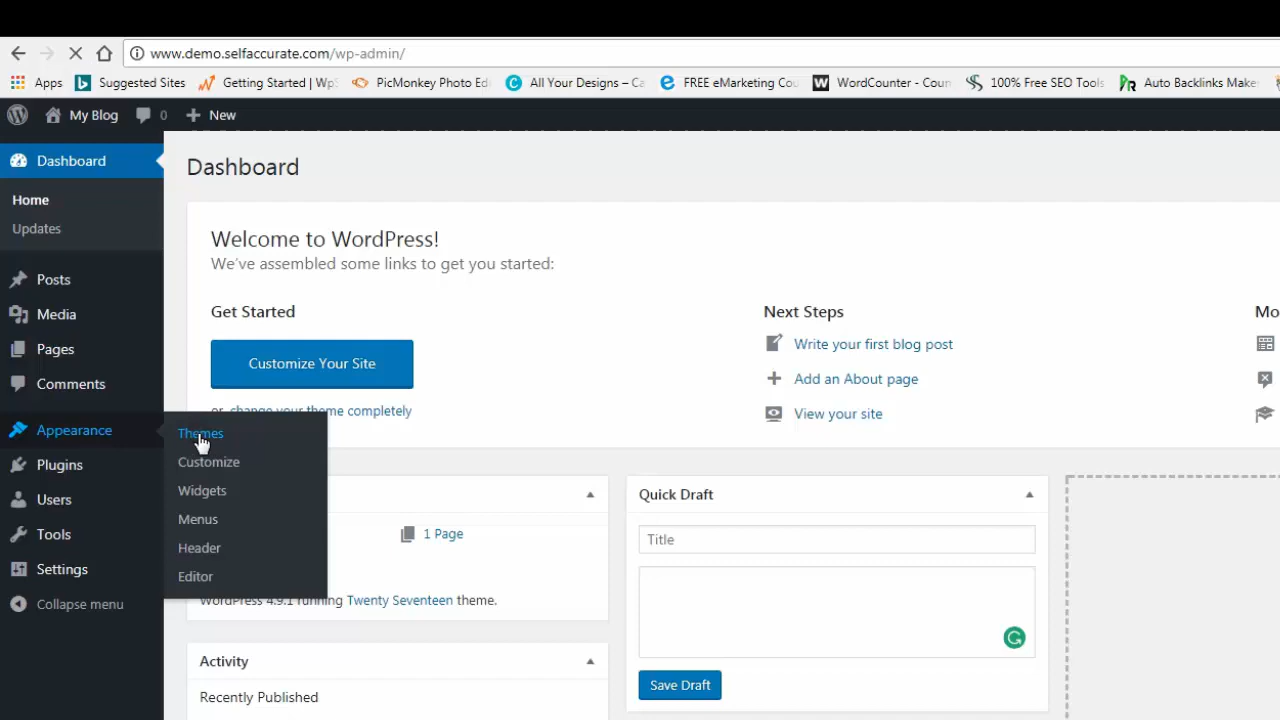 www.demo.selfaccurate.com/wp-admin/
Apps Suggested Sites Getting Started | WpS PicMonkey Photo Edi All Your Designs – Ca FREE eMarketing Cou WordCounter - Coun 100% Free SEO Tools Auto Backlinks Make
My Blog 0 New
Dashboard
Home
Updates
Posts
Media
Pages
Comments
Appearance
Plugins
Users
Tools
Settings
Collapse menu
Themes
Customize
Widgets
Menus
Header
Editor
Dashboard
Welcome to WordPress!
We've assembled some links to get you started:
Get Started
Customize Your Site
or change your theme completely
Next Steps
Write your first blog post
Add an About page
View your site
Mo
1 Page
WordPress 4.9.1 running Twenty Seventeen theme.
Activity
Recently Published
Quick Draft
Title
Save Draft